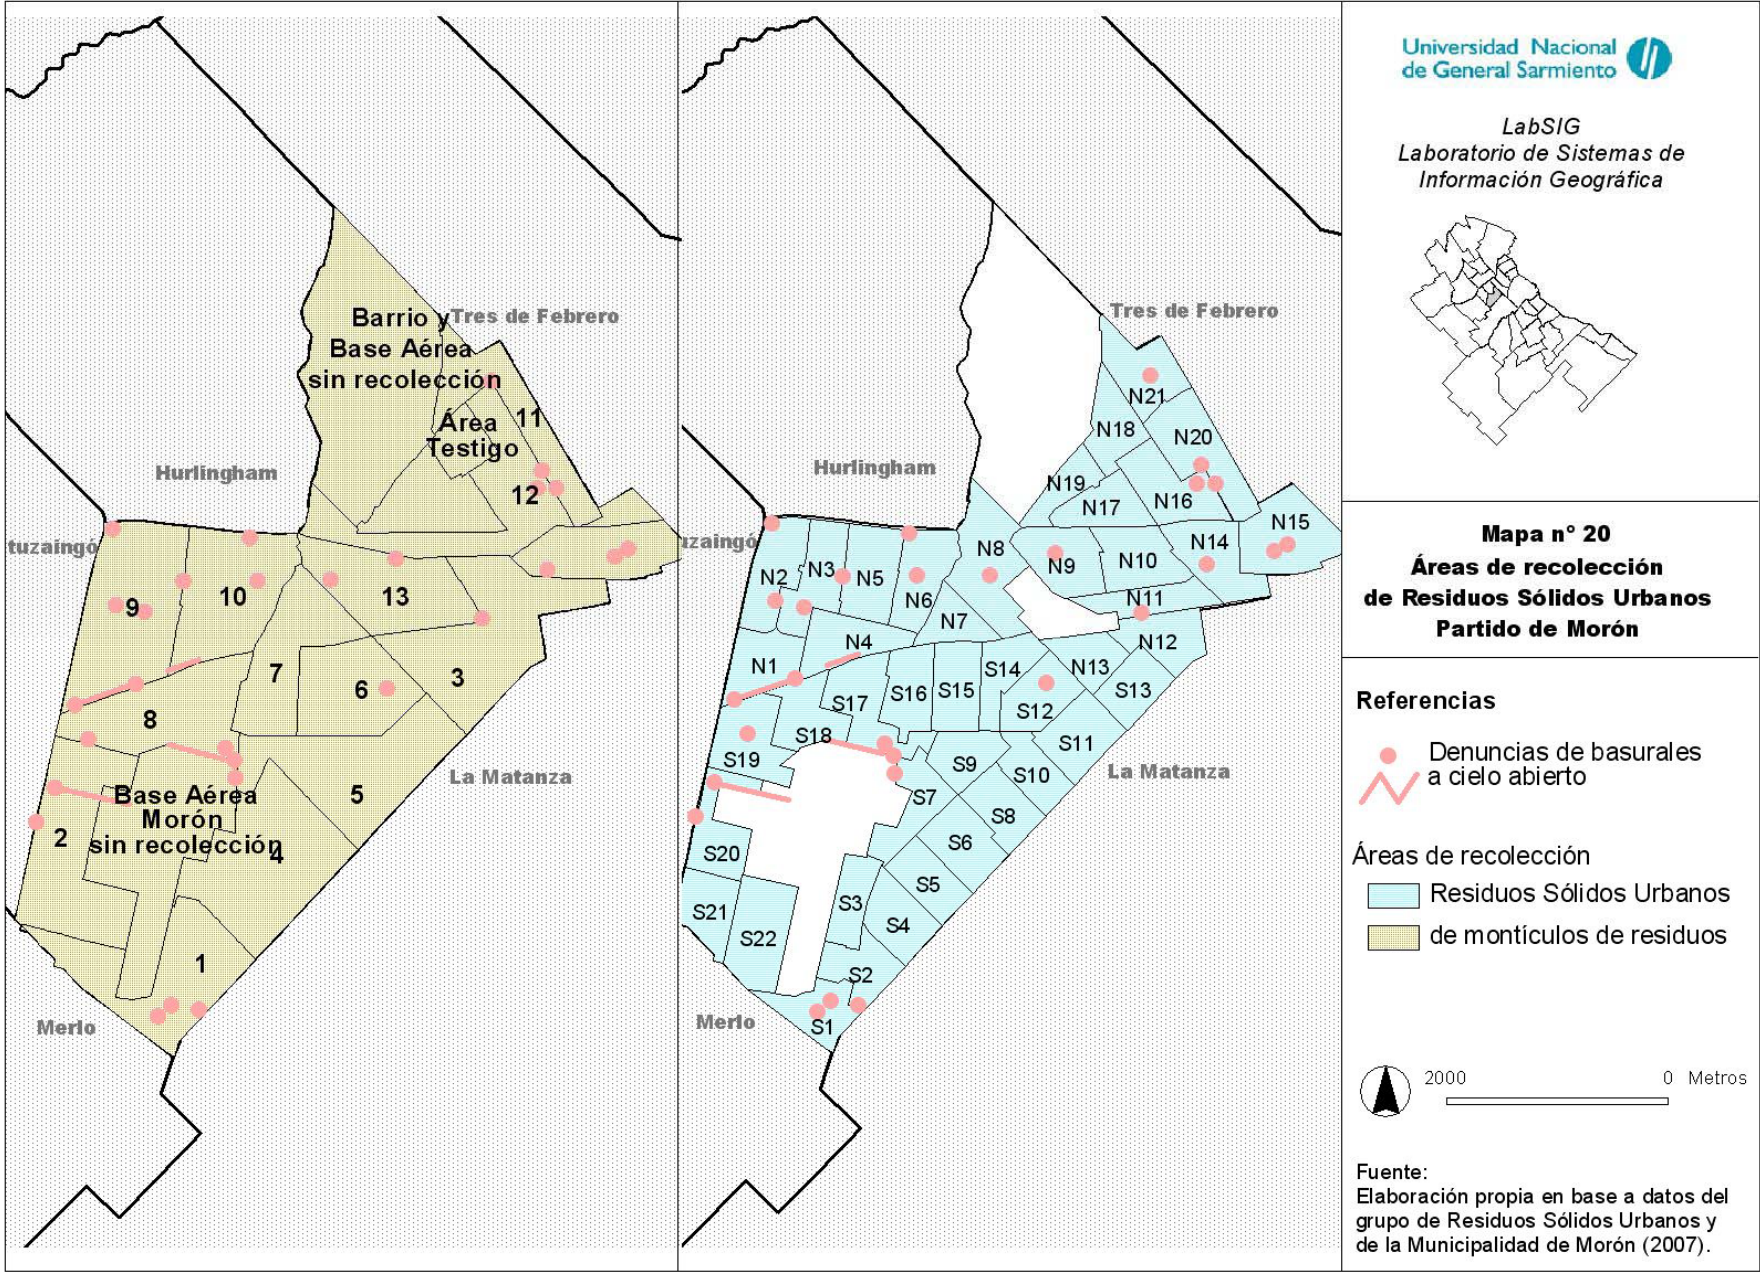 Barrio y
Base Aérea
sin recolección
Tres de Febrero
Área
Testigo
11
12
Hurlingham
tuzaingó
9
10
13
7
6
3
8
La Matanza
5
Base Aérea
Morón
sin recolección
2
4
1
Merlo
Tres de Febrero
N21
N18
N20
Hurlingham
N19
N17
N16
N15
uzaingó
N8
N14
N2
N3
N5
N9
N10
N6
N11
N7
N4
N12
N1
S14
N13
S16
S15
S13
S17
S12
S18
S11
S19
S9
S10
La Matanza
S7
S8
S6
S20
S5
S3
S21
S4
S22
S2
Merlo
S1
Universidad Nacional
de General Sarmiento
LabSIG
Laboratorio de Sistemas de
Información Geográfica
Mapa n° 20
Áreas de recolección
de Residuos Sólidos Urbanos
Partido de Morón
Referencias
Denuncias de basurales
a cielo abierto
Áreas de recolección
Residuos Sólidos Urbanos
de montículos de residuos
2000 0 Metros
Fuente:
Elaboración propia en base a datos del
grupo de Residuos Sólidos Urbanos y
de la Municipalidad de Morón (2007).